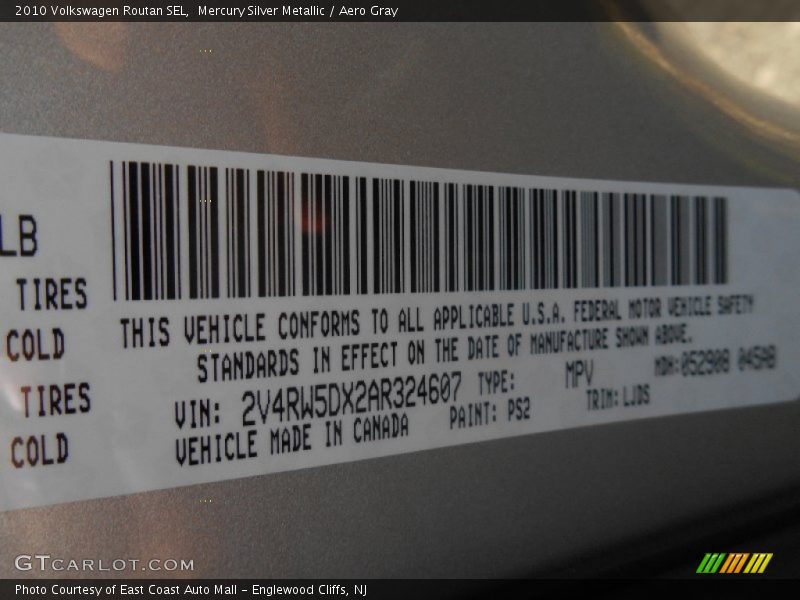 2010 Volkswagen Routan SEL, Mercury Silver Metallic / Aero Gray
LB
TIRES
COLD
TIRES
COLD
THIS VEHICLE CONFORMS TO ALL APPLICABLE U.S.A. FEDERAL MOTOR VEHICLE SAFETY
STANDARDS IN EFFECT ON THE DATE OF MANUFACTURE SHOWN ABOVE.
VIN: 2V4RW5DX2AR324607 TYPE: MPV MDH:052908 045AB
VEHICLE MADE IN CANADA PAINT: PS2 TRIM: LJDS
GTCARLOT.COM
Photo Courtesy of East Coast Auto Mall - Englewood Cliffs, NJ